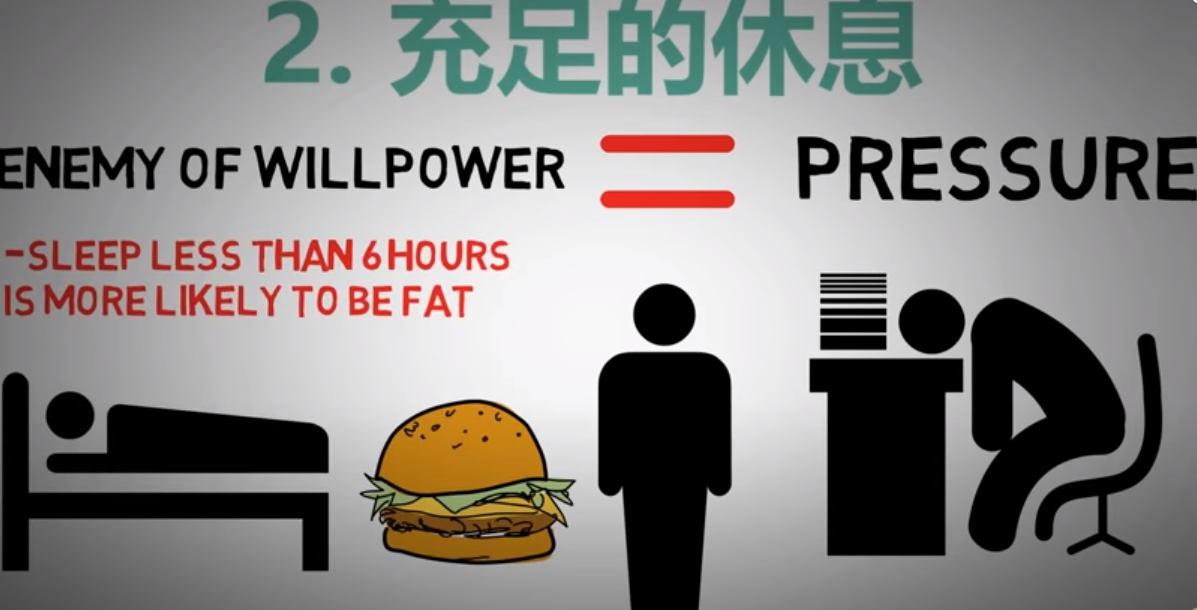 2. 充足的休息
ENEMY OF WILLPOWER = PRESSURE
-SLEEP LESS THAN 6 HOURS
IS MORE LIKELY TO BE FAT